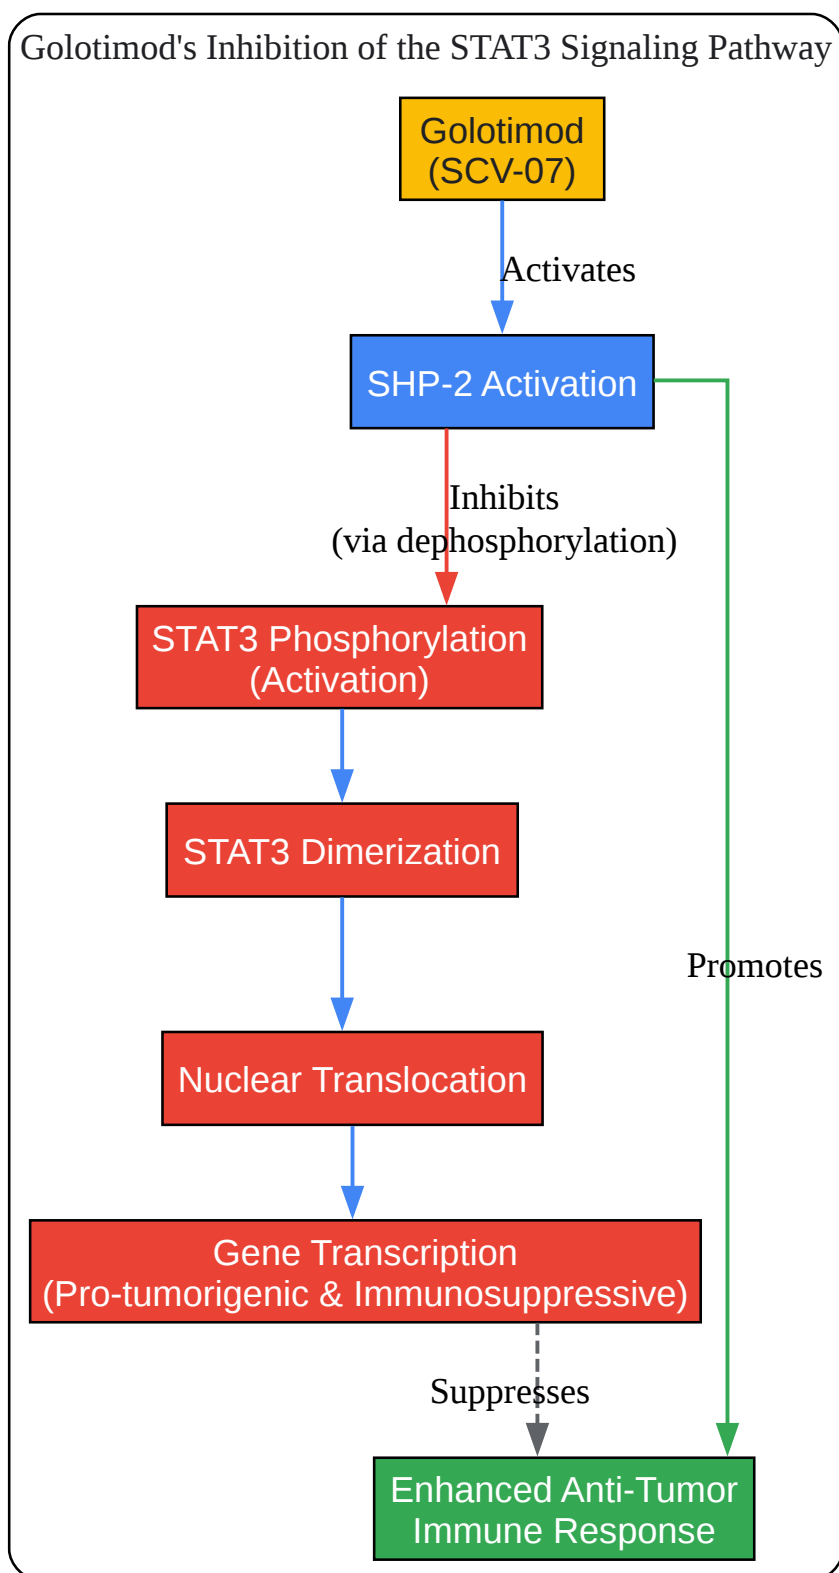 Golotimod's Inhibition of the STAT3 Signaling Pathway
Golotimod
(SCV-07)
Activates
SHP-2 Activation
Inhibits
(via dephosphorylation)
STAT3 Phosphorylation
(Activation)
STAT3 Dimerization
Promotes
Nuclear Translocation
Gene Transcription
(Pro-tumorigenic & Immunosuppressive)
Suppresses
Enhanced Anti-Tumor
Immune Response